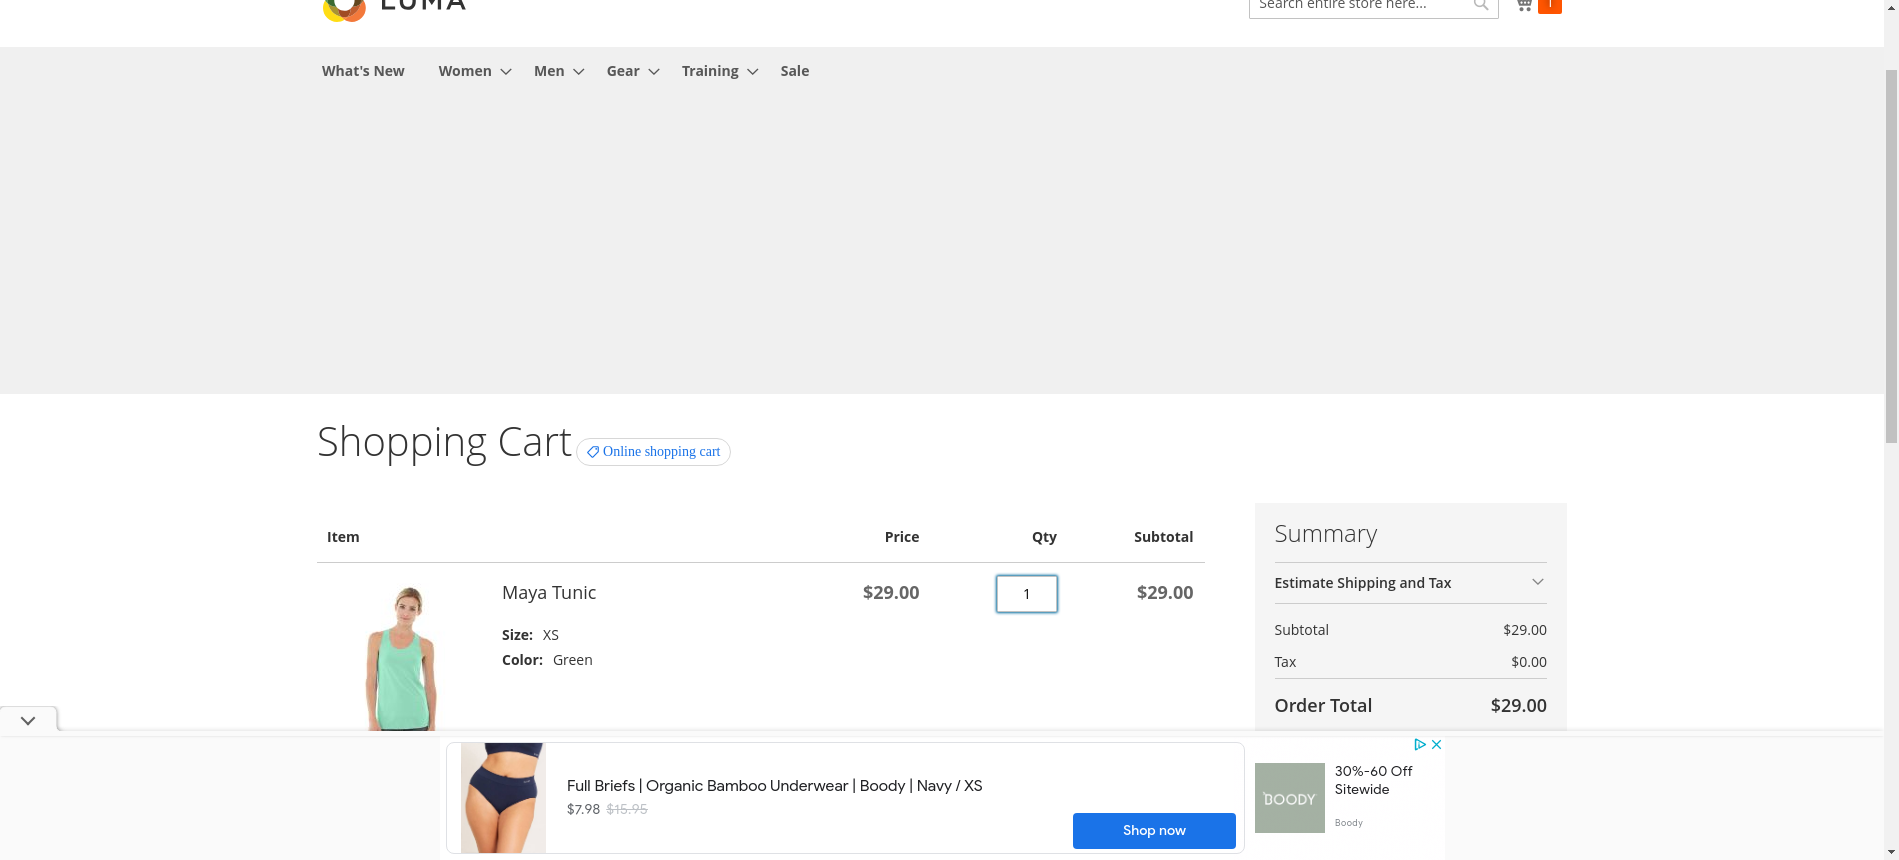 LUMA
Search entire store here...
1
What's New
Women
Men
Gear
Training
Sale
Shopping Cart
Online shopping cart
Item Price Qty Subtotal
Maya Tunic $29.00 1 $29.00
Size: XS
Color: Green
Summary
Estimate Shipping and Tax
Subtotal $29.00
Tax $0.00
Order Total $29.00
Full Briefs | Organic Bamboo Underwear | Boody | Navy / XS
$7.98 $15.95
Shop now
BOODY
30%-60 Off
Sitewide
Boody